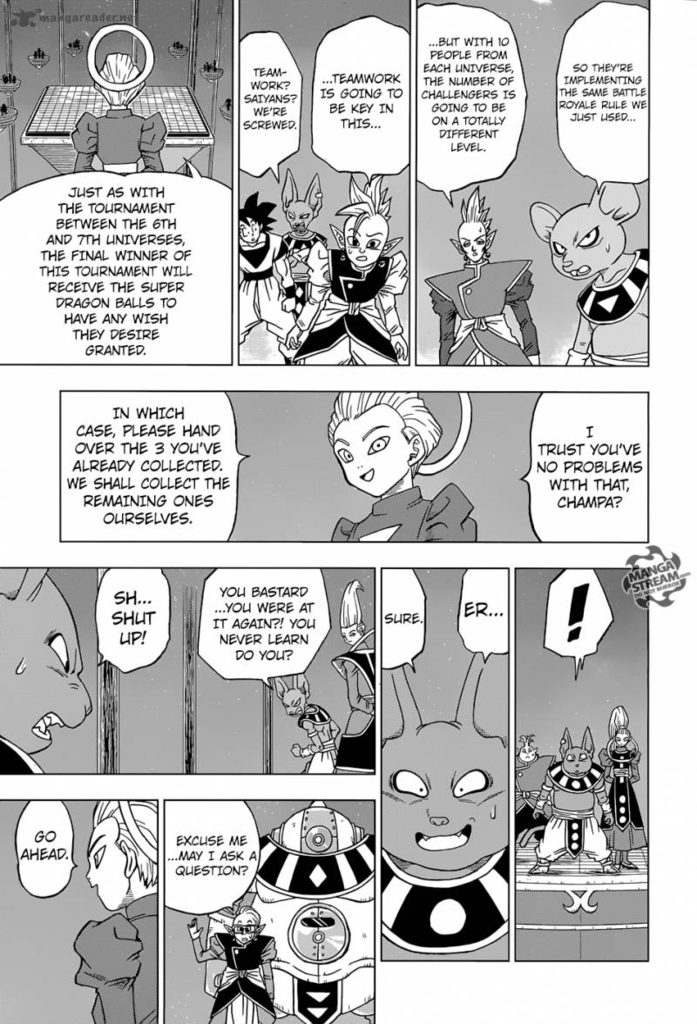 mangareader.net
SO THEY'RE
IMPLEMENTING
THE SAME BATTLE
ROYALE RULE WE
JUST USED...
...BUT WITH 10
PEOPLE FROM
EACH UNIVERSE,
THE NUMBER OF
CHALLENGERS IS
GOING TO BE
ON A TOTALLY
DIFFERENT
LEVEL.
...TEAMWORK
IS GOING TO
BE KEY IN
THIS...
TEAM-
WORK?
SAIYANS?
WE'RE
SCREWED.
JUST AS WITH
THE TOURNAMENT
BETWEEN THE 6TH
AND 7TH UNIVERSES,
THE FINAL WINNER OF
THIS TOURNAMENT WILL
RECEIVE THE SUPER
DRAGON BALLS TO
HAVE ANY WISH
THEY DESIRE
GRANTED.
I
TRUST YOU'VE
NO PROBLEMS
WITH THAT,
CHAMPA?
IN WHICH
CASE, PLEASE HAND
OVER THE 3 YOU'VE
ALREADY COLLECTED.
WE SHALL COLLECT THE
REMAINING ONES
OURSELVES.
MANGA
STREAM.com
DO NOT MIRROR
!
ER...
SURE.
YOU BASTARD
...YOU WERE AT
IT AGAIN?! YOU
NEVER LEARN
DO YOU?
SH...
SHUT
UP!
EXCUSE ME
...MAY I ASK A
QUESTION?
GO
AHEAD.